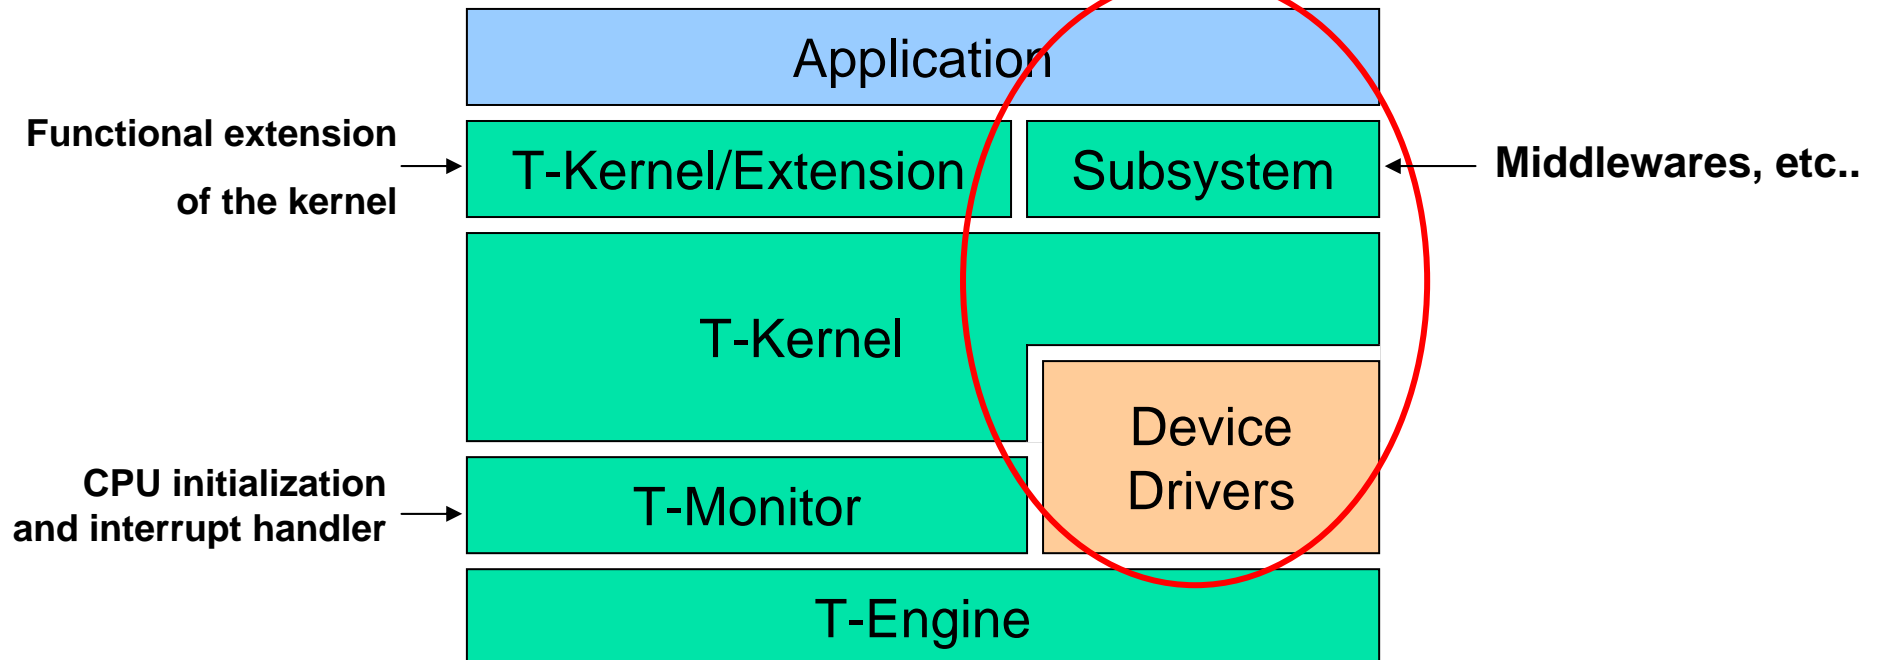 Application
Functional extension
of the kernel
T-Kernel/Extension
Subsystem
Middlewares, etc..
T-Kernel
Device
Drivers
CPU initialization
and interrupt handler
T-Monitor
T-Engine